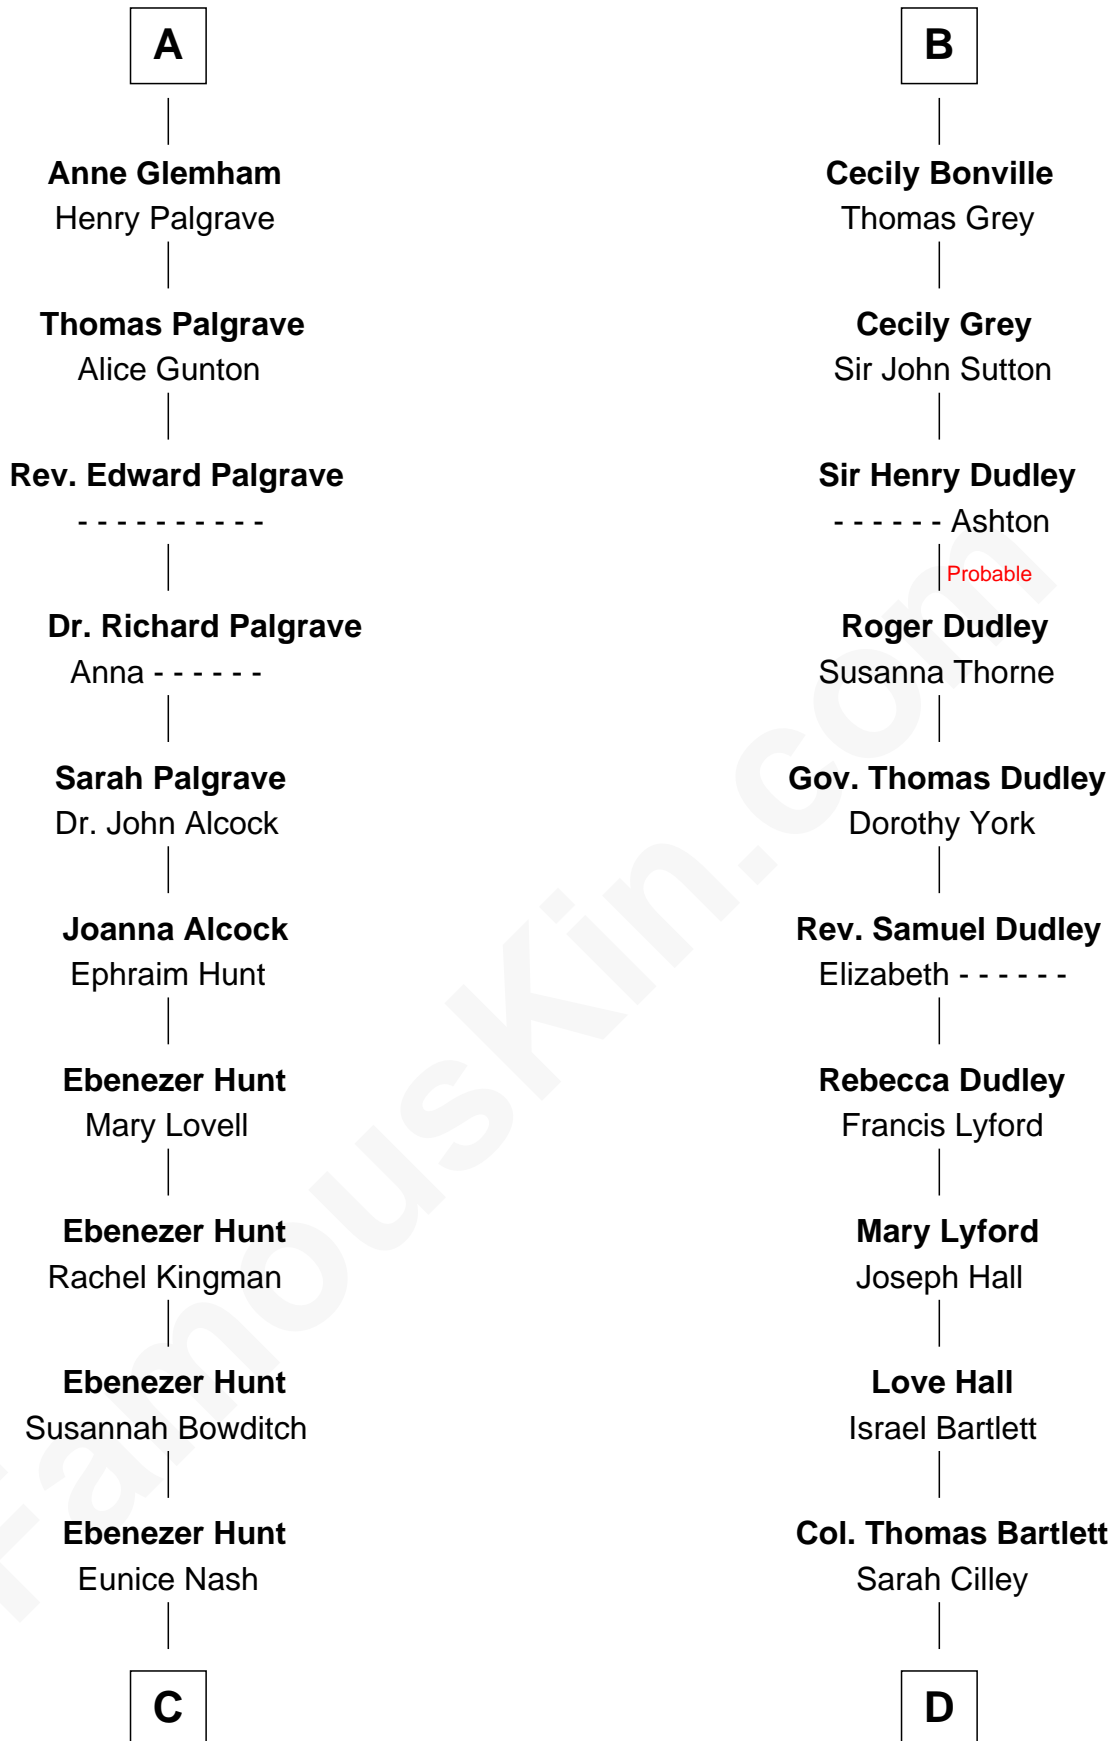 A
Anne Glemham
Henry Palgrave
Thomas Palgrave
Alice Gunton
Rev. Edward Palgrave
- - - - - - - - - -
Dr. Richard Palgrave
Anna - - - - - -
Sarah Palgrave
Dr. John Alcock
Joanna Alcock
Ephraim Hunt
Ebenezer Hunt
Mary Lovell
Ebenezer Hunt
Rachel Kingman
Ebenezer Hunt
Susannah Bowditch
Ebenezer Hunt
Eunice Nash
C
B
Cecily Bonville
Thomas Grey
Cecily Grey
Sir John Sutton
Sir Henry Dudley
- - - - - - Ashton
Probable
Roger Dudley
Susanna Thorne
Gov. Thomas Dudley
Dorothy York
Rev. Samuel Dudley
Elizabeth - - - - - -
Rebecca Dudley
Francis Lyford
Mary Lyford
Joseph Hall
Love Hall
Israel Bartlett
Col. Thomas Bartlett
Sarah Cilley
D
FamousKin.com